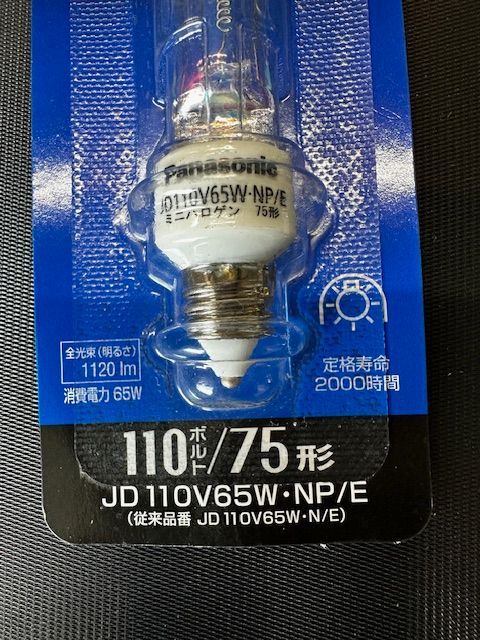 Panasonic
JD110V65W·NP/E
ミニハロゲン 75形
全光束(明るさ)
1120 lm
消費電力 65W
定格寿命
2000時間
110ボルト/75形
JD 110V65W·NP/E
(従来品番 JD 110V65W·N/E)